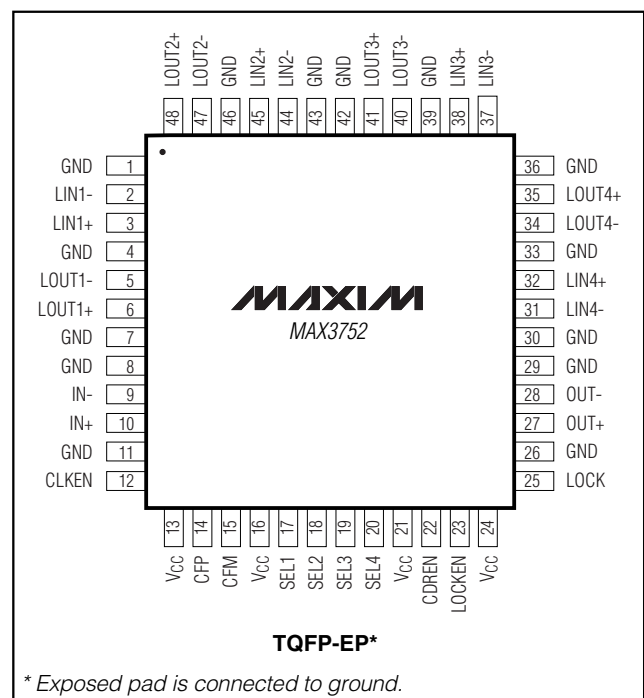 LOUT2+ LOUT2- GND LIN2+ LIN2- GND GND LOUT3+ LOUT3- GND LIN3+ LIN3-
48 47 46 45 44 43 42 41 40 39 38 37
GND 1
LIN1- 2
LIN1+ 3
GND 4
LOUT1- 5
LOUT1+ 6
GND 7
GND 8
IN- 9
IN+ 10
GND 11
CLKEN 12
MAXIM
MAX3752
36 GND
35 LOUT4+
34 LOUT4-
33 GND
32 LIN4+
31 LIN4-
30 GND
29 GND
28 OUT-
27 OUT+
26 GND
25 LOCK
13 14 15 16 17 18 19 20 21 22 23 24
VCC CFP CFM VCC SEL1 SEL2 SEL3 SEL4 VCC CDREN LOCKEN VCC
TQFP-EP*
* Exposed pad is connected to ground.